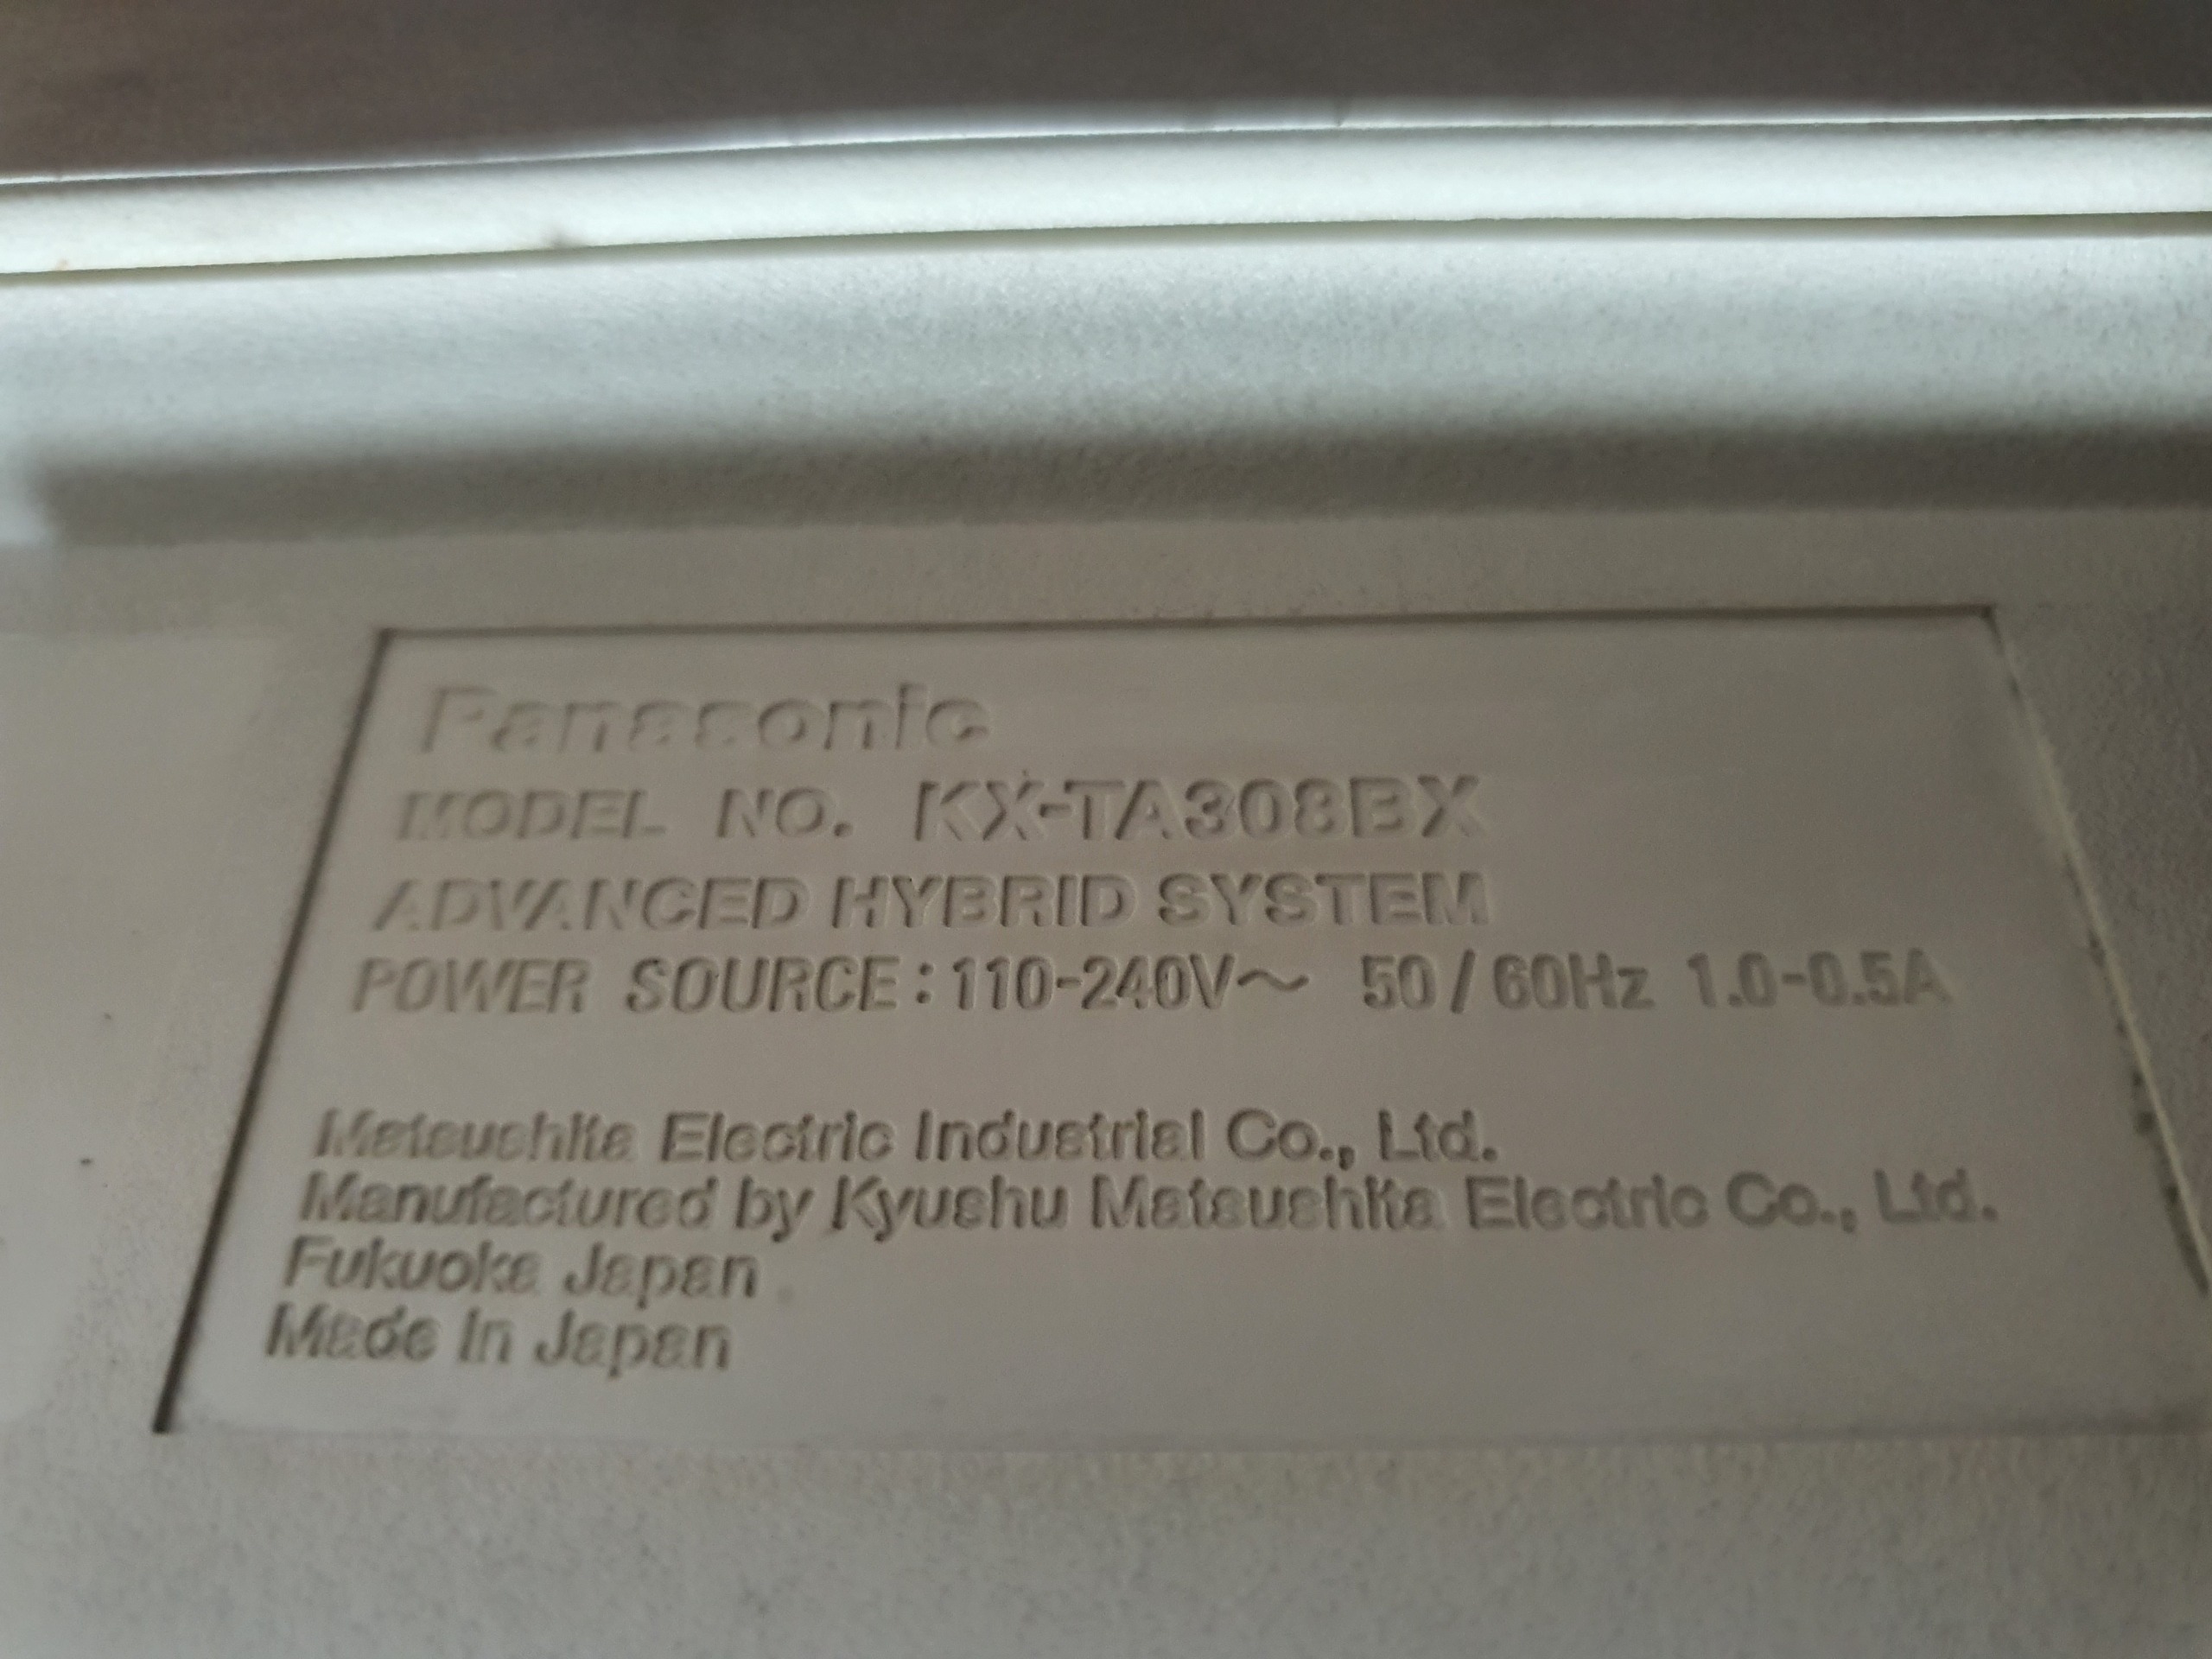 Panasonic
MODEL NO. KX-TA308BX
ADVANCED HYBRID SYSTEM
POWER SOURCE: 110-240V～ 50/60Hz 1.0-0.5A
Matsushita Electric Industrial Co., Ltd.
Manufactured by Kyushu Matsushita Electric Co., Ltd.
Fukuoka Japan
Made in Japan